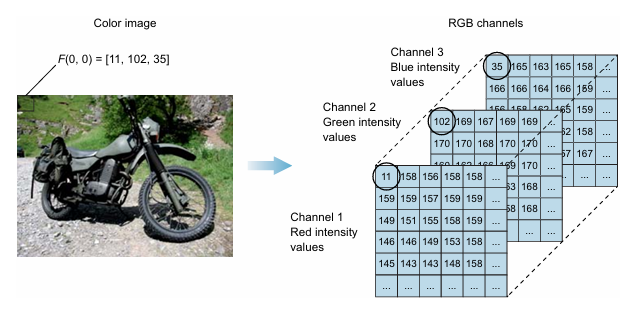 Color image
RGB channels
F(0, 0) = [11, 102, 35]
Channel 3
Blue intensity
values
35 165 163 165 158 ...
166 166 164 166 159 ...
Channel 2
Green intensity
values
102 169 167 169 169 ...
170 170 168 170 170 ...
Channel 1
Red intensity
values
11 158 156 158 158 ...
159 159 157 159 159 ...
149 151 155 158 159 ...
146 146 149 153 158 ...
145 143 143 148 158 ...
... ... ... ... ... ...